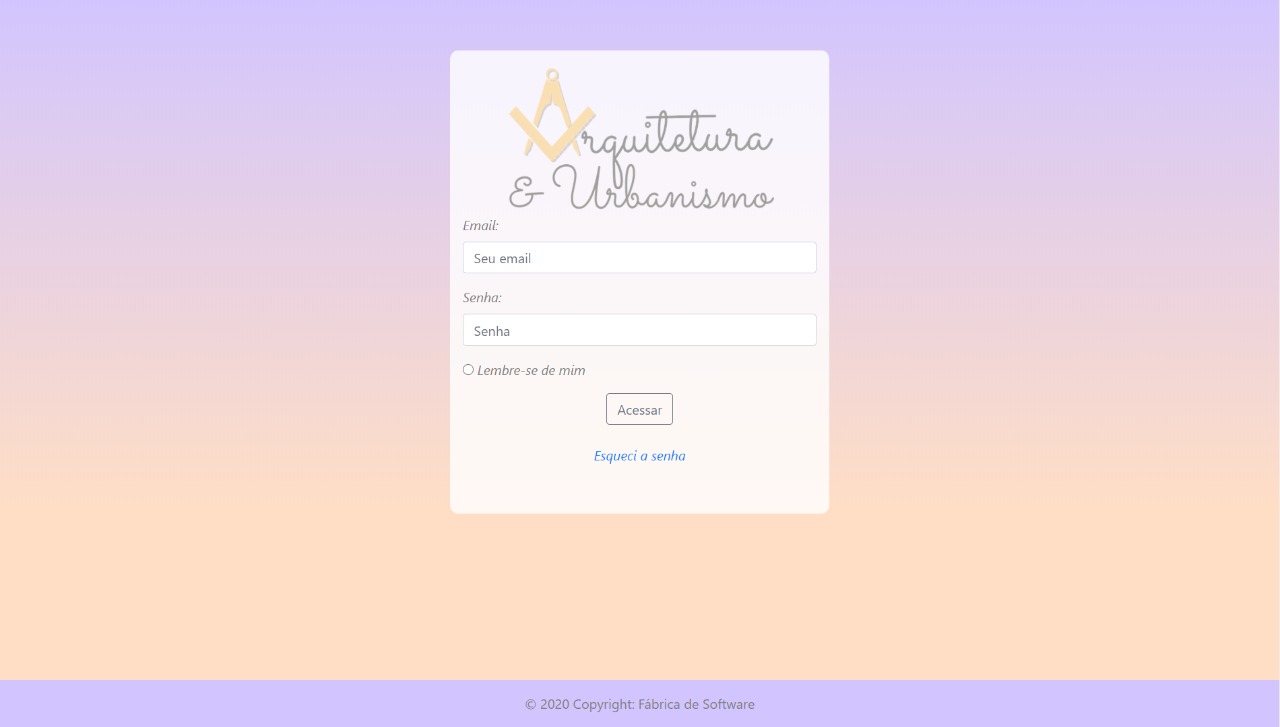 Arquitetura
& Urbanismo
Email:
Seu email
Senha:
Senha
Lembre-se de mim
Acessar
Esqueci a senha
© 2020 Copyright: Fábrica de Software